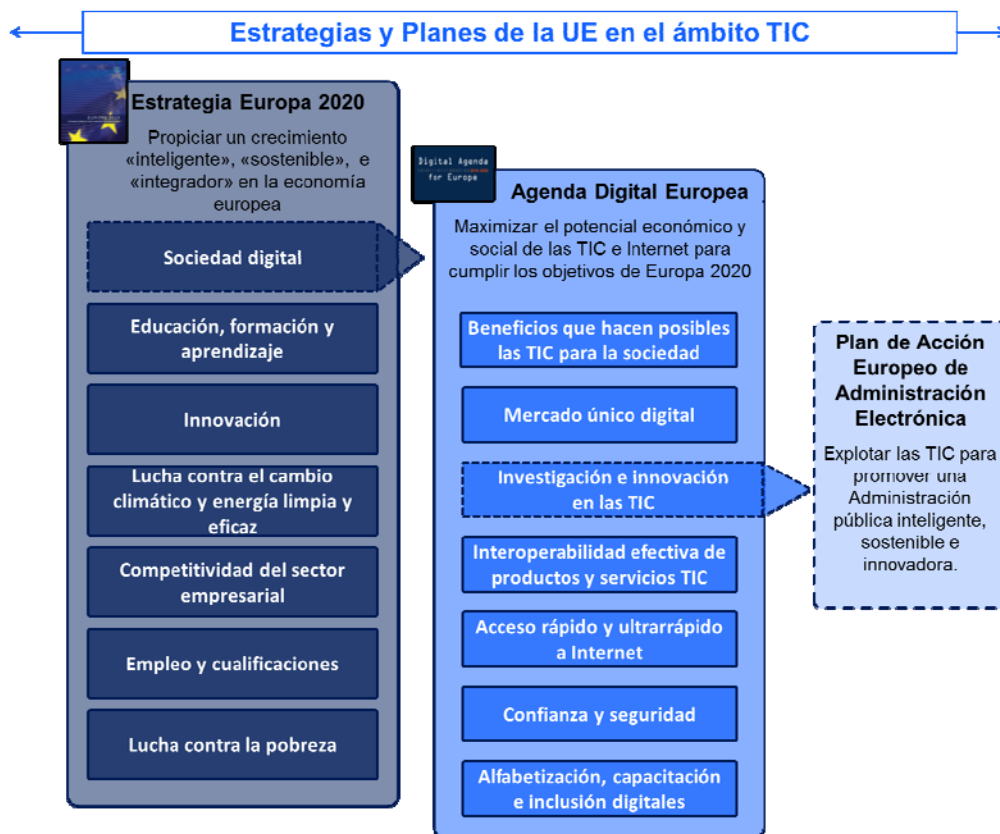 Estrategias y Planes de la UE en el ámbito TIC
Estrategia Europa 2020
Propiciar un crecimiento
«inteligente», «sostenible», e
«integrador» en la economía
europea
Sociedad digital
Educación, formación y
aprendizaje
Innovación
Lucha contra el cambio
climático y energía limpia y
eficaz
Competitividad del sector
empresarial
Empleo y cualificaciones
Lucha contra la pobreza
Digital Agenda
for Europe
Agenda Digital Europea
Maximizar el potencial económico y
social de las TIC e Internet para
cumplir los objetivos de Europa 2020
Beneficios que hacen posibles
las TIC para la sociedad
Mercado único digital
Investigación e innovación
en las TIC
Interoperabilidad efectiva de
productos y servicios TIC
Acceso rápido y ultrarrápido
a Internet
Confianza y seguridad
Alfabetización, capacitación
e inclusión digitales
Plan de Acción
Europeo de
Administración
Electrónica
Explotar las TIC para
promover una
Administración
pública inteligente,
sostenible e
innovadora.